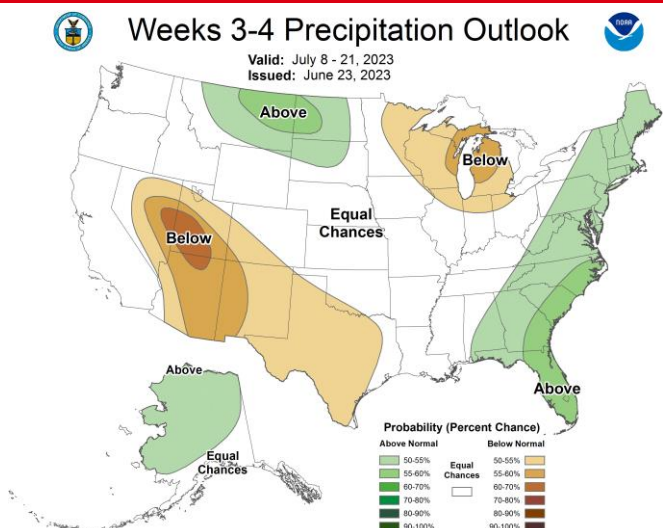 Weeks 3-4 Precipitation Outlook
NOAA
Valid: July 8 - 21, 2023
Issued: June 23, 2023
Above
Below
Equal
Chances
Below
Above
Above
Equal
Chances
Probability (Percent Chance)
Above Normal
Below Normal
50-55%
55-60%
60-70%
70-80%
80-90%
90-100%
Equal
Chances
50-55%
55-60%
60-70%
70-80%
80-90%
90-100%